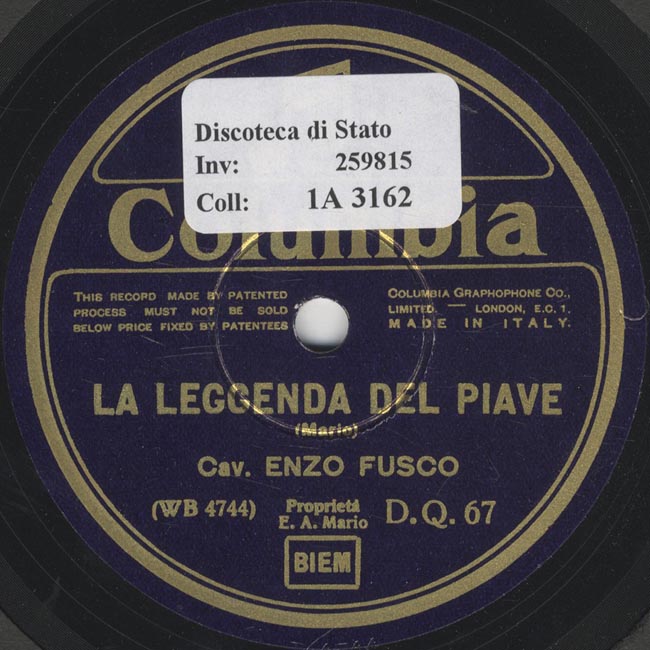 Discoteca di Stato
Inv: 259815
Coll: 1A 3162
Columbia
THIS RECORD MADE BY PATENTED
PROCESS MUST NOT BE SOLD
BELOW PRICE FIXED BY PATENTEES
COLUMBIA GRAPHOPHONE CO.,
LIMITED. — LONDON, E.C. 1.
MADE IN ITALY.
LA LEGGENDA DEL PIAVE
(Mario)
Cav. ENZO FUSCO
(WB 4744)
Proprietà
E. A. Mario
D.Q. 67
BIEM